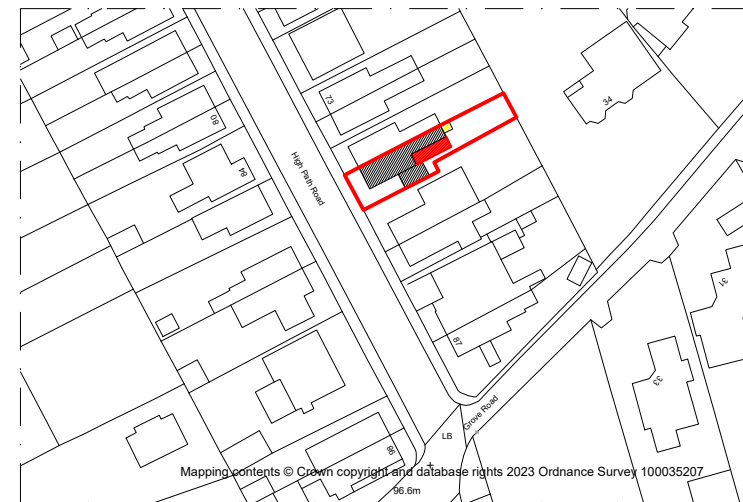 73
34
80
84
High Path Road
31
87
33
Grove Road
LB
98
Mapping contents © Crown copyright and database rights 2023 Ordnance Survey 100035207
96.6m